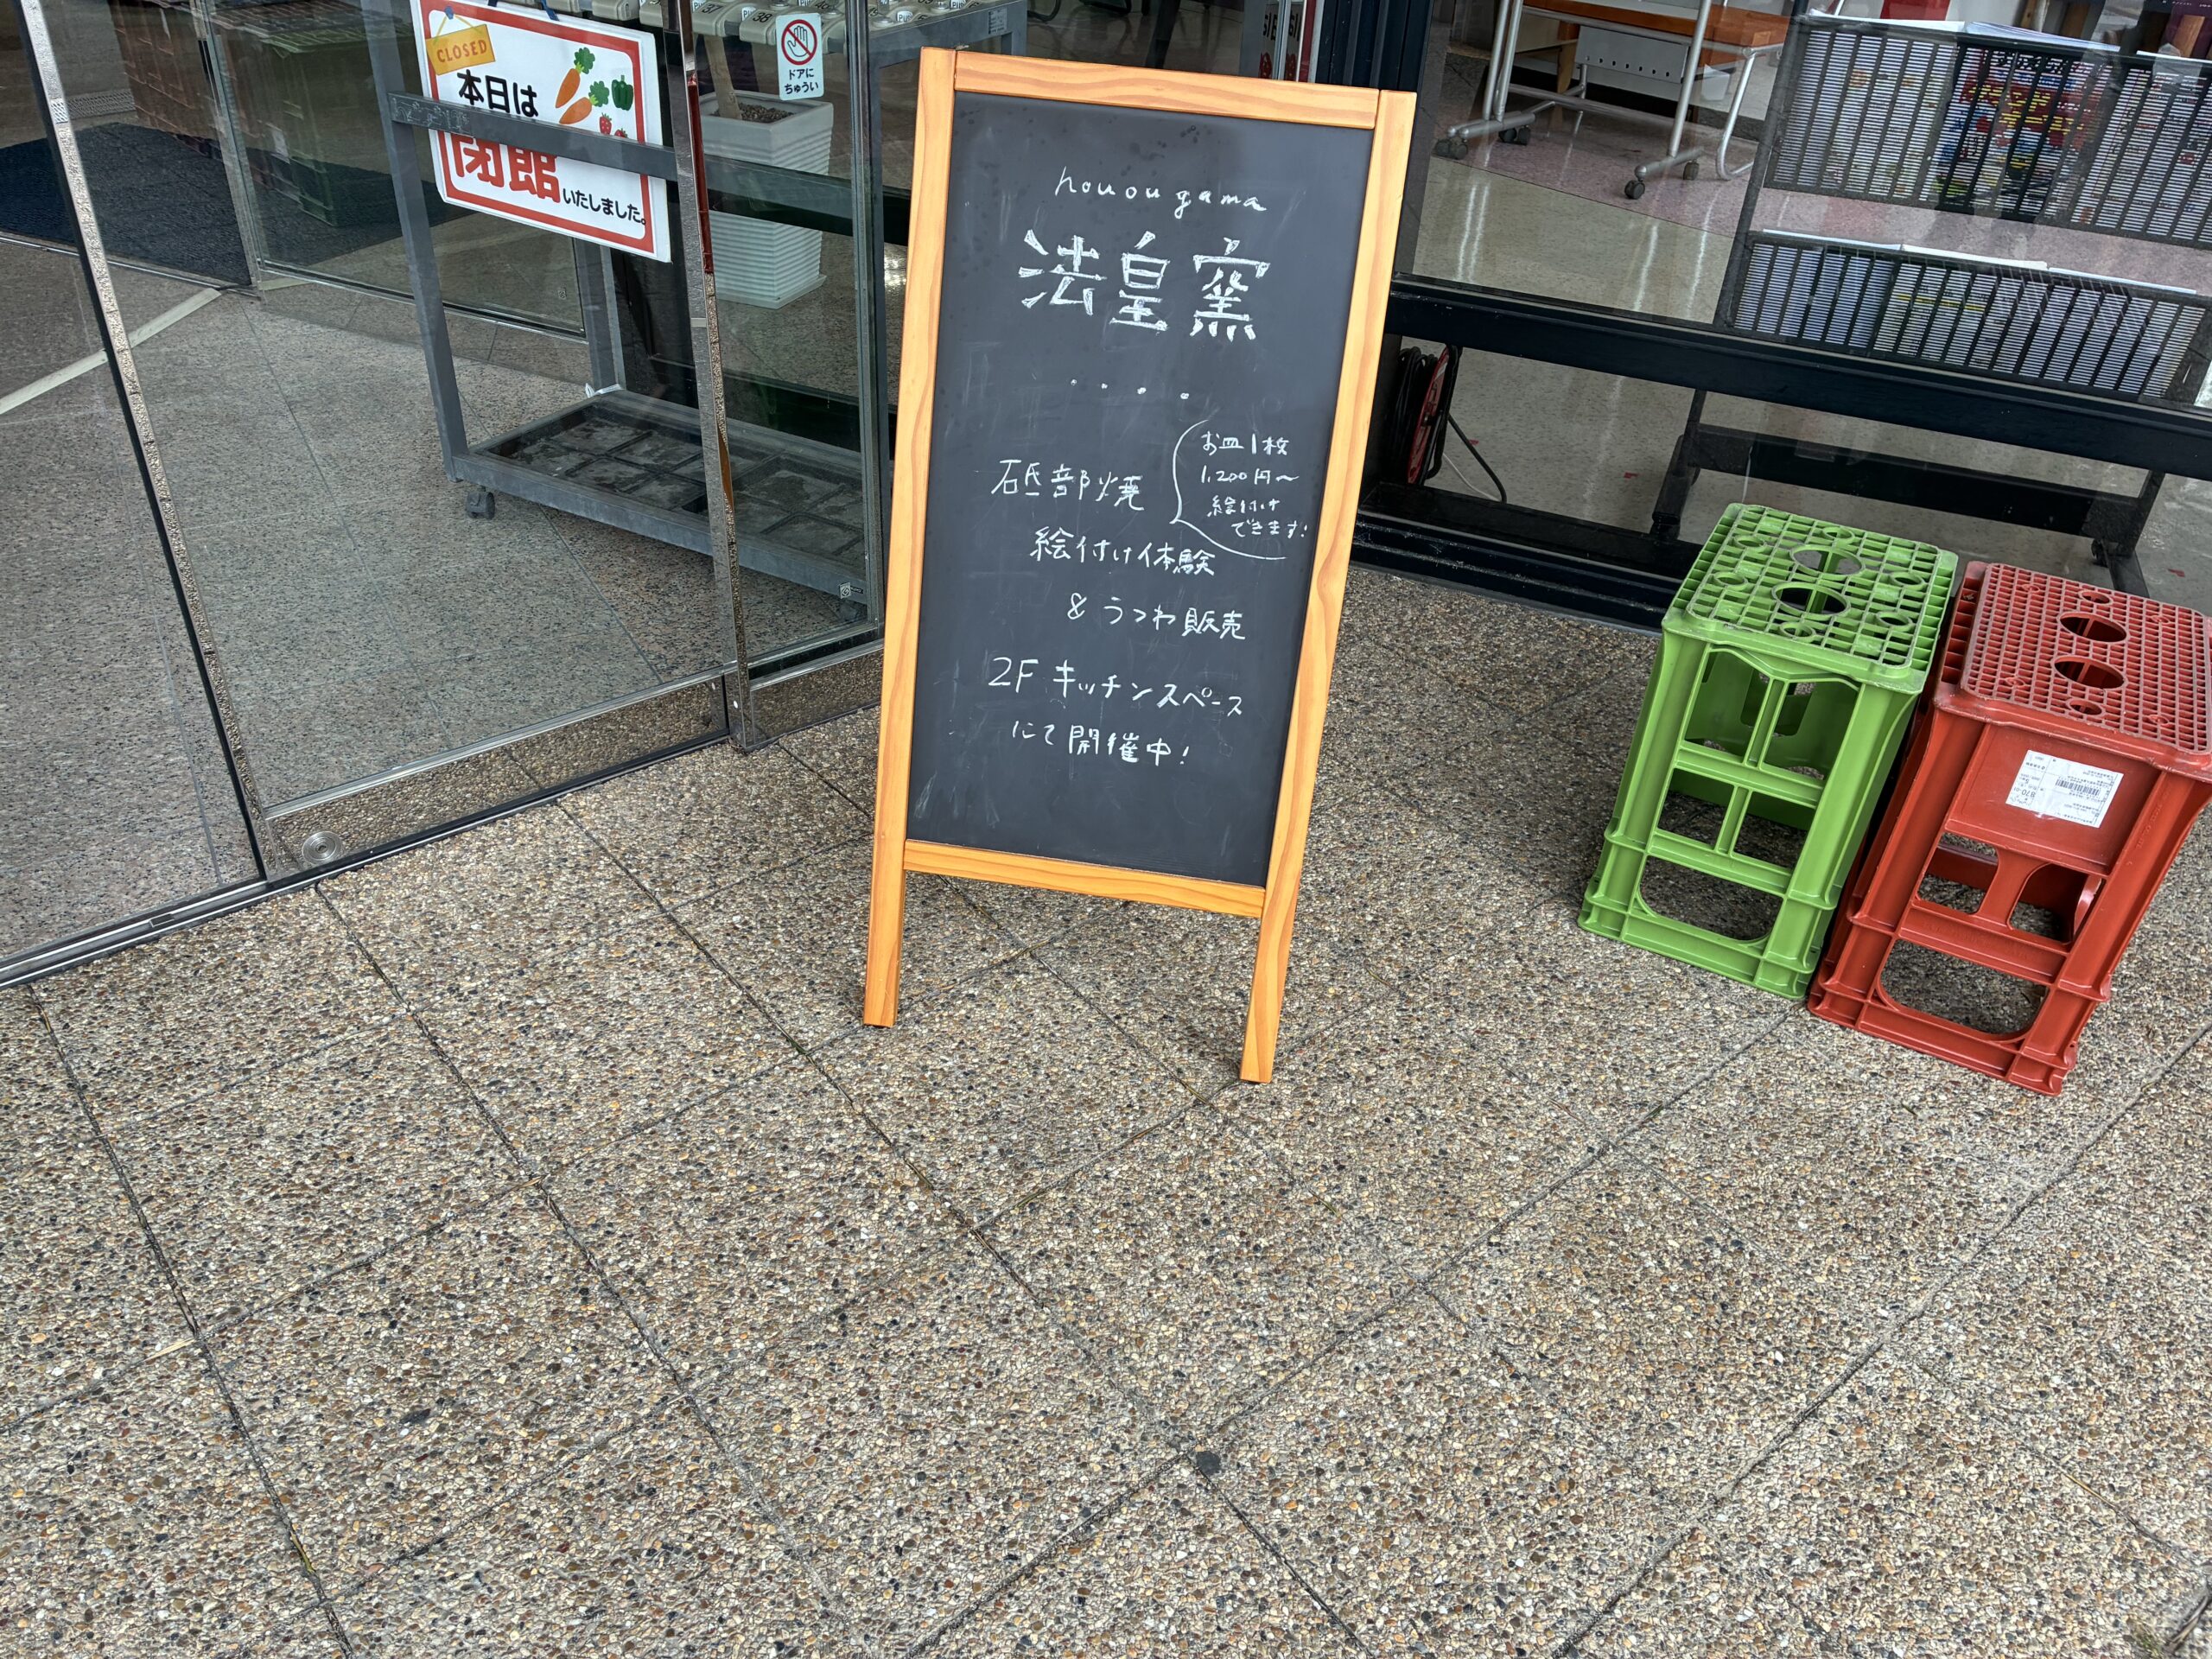 CLOSED
本日は
閉館いたしました。
ドアに
ちゅうい
houougama
法皇窯
・・・・
砥部焼
お皿1枚
1,200円～
絵付け
できます!
絵付け体験
& うつわ販売
2F キッチンスペース
にて開催中!